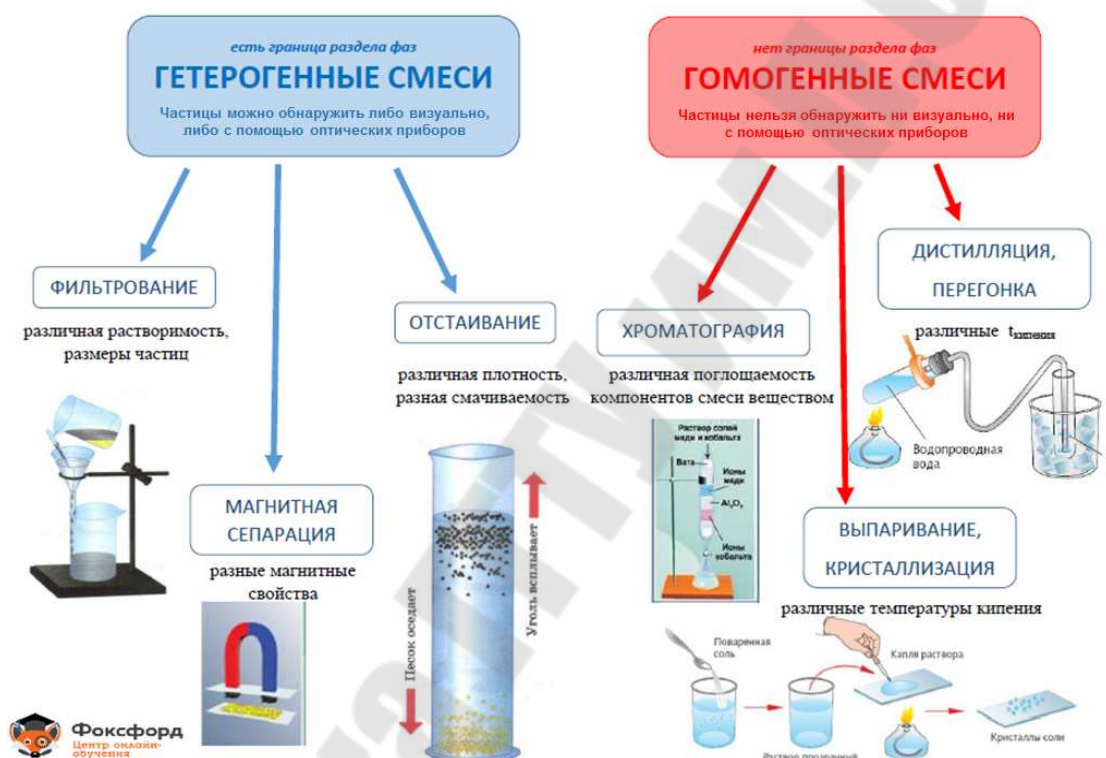 есть граница раздела фаз
ГЕТЕРОГЕННЫЕ СМЕСИ
Частицы можно обнаружить либо визуально,
либо с помощью оптических приборов
нет границы раздела фаз
ГОМОГЕННЫЕ СМЕСИ
Частицы нельзя обнаружить ни визуально, ни
с помощью оптических приборов
ФИЛЬТРОВАНИЕ
различная растворимость,
размеры частиц
МАГНИТНАЯ
СЕПАРАЦИЯ
разные магнитные
свойства
ОТСТАИВАНИЕ
различная плотность,
разная смачиваемость
Песок оседает
Уголь всплывает
ХРОМАТОГРАФИЯ
различная поглощаемость
компонентов смеси веществом
Раствор солей
меди и кобальта
Вата
Ионы
меди
Al₂O₃
Ионы
кобальта
ДИСТИЛЛЯЦИЯ,
ПЕРЕГОНКА
различные tкипения
Водопроводная
вода
ВЫПАРИВАНИЕ,
КРИСТАЛЛИЗАЦИЯ
различные температуры кипения
Поваренная
соль
Капля раствора
Кристаллы соли
Раствор
Фоксфорд
Центр онлайн-
обучения